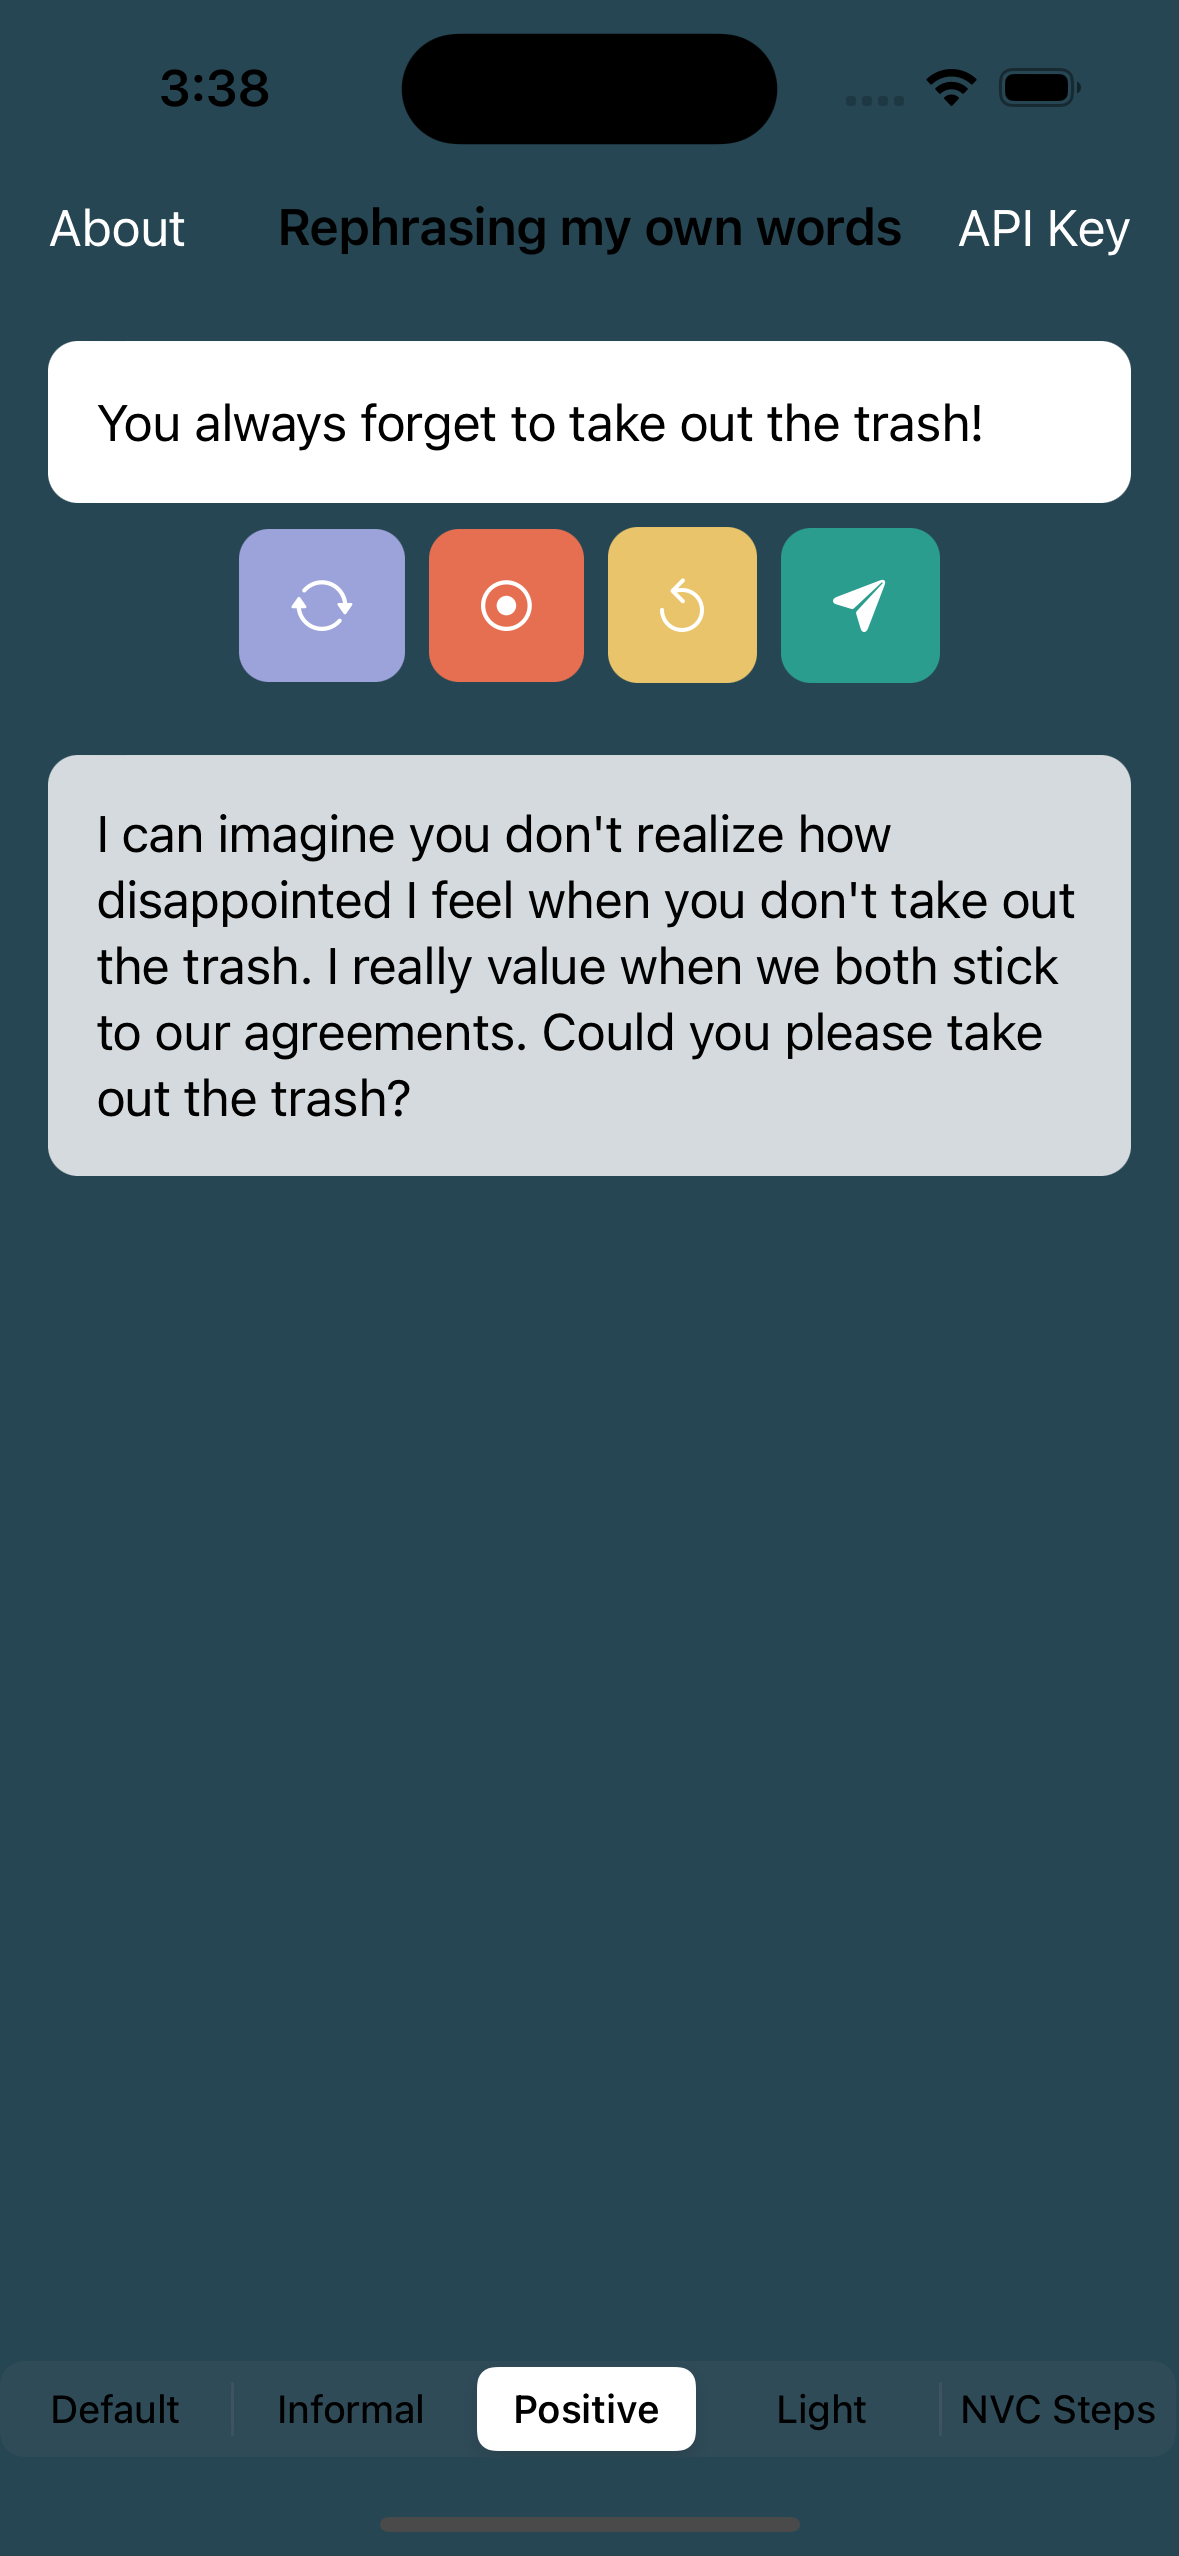 3:38
About Rephrasing my own words API Key
You always forget to take out the trash!
I can imagine you don't realize how
disappointed I feel when you don't take out
the trash. I really value when we both stick
to our agreements. Could you please take
out the trash?
Default Informal Positive Light NVC Steps